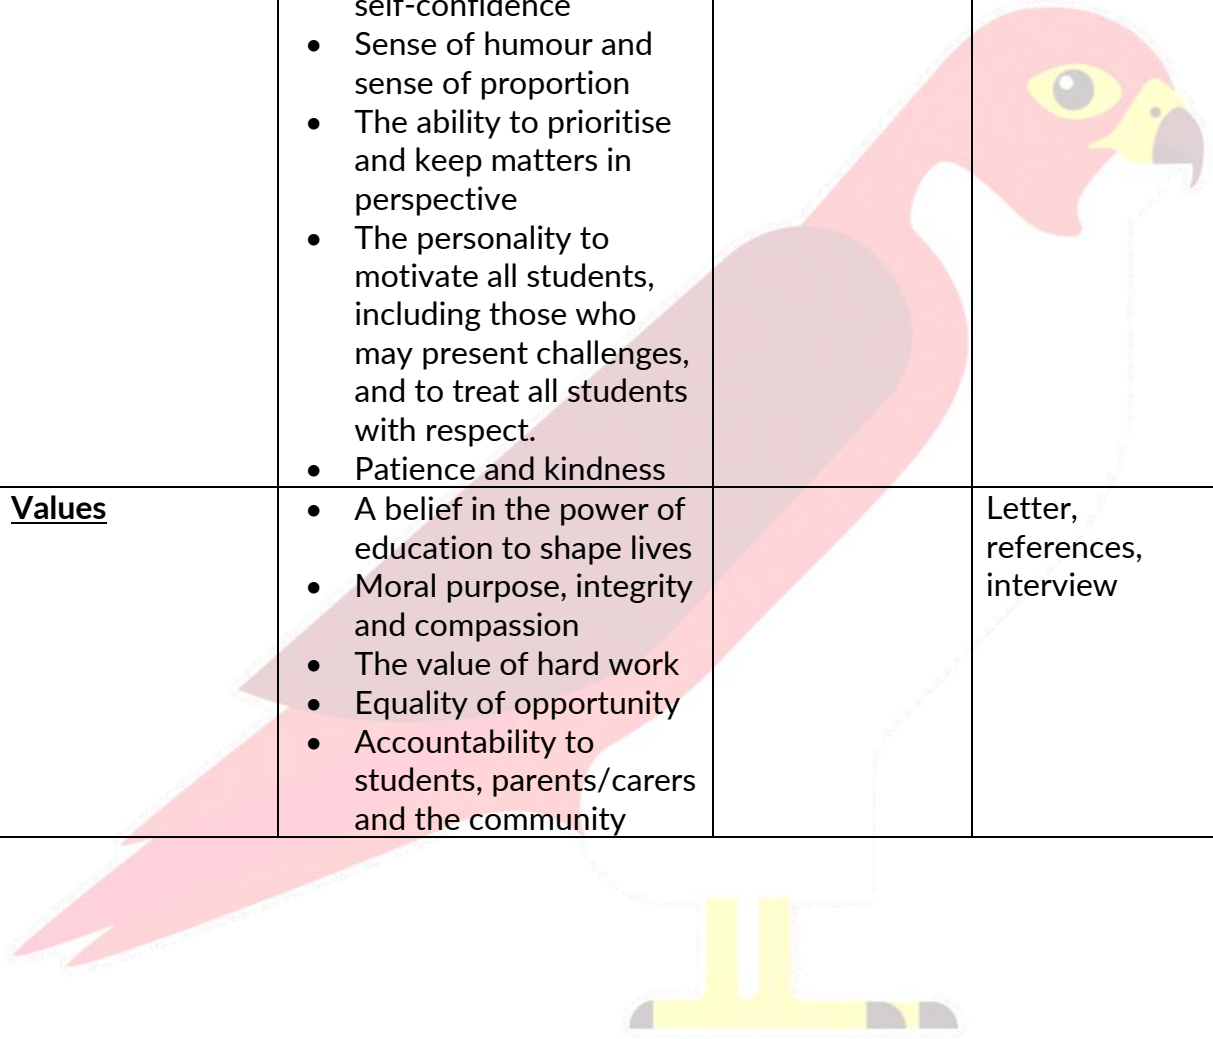 self-confidence
• Sense of humour and
sense of proportion
• The ability to prioritise
and keep matters in
perspective
• The personality to
motivate all students,
including those who
may present challenges,
and to treat all students
with respect.
• Patience and kindness
Values
• A belief in the power of
education to shape lives
• Moral purpose, integrity
and compassion
• The value of hard work
• Equality of opportunity
• Accountability to
students, parents/carers
and the community
Letter,
references,
interview